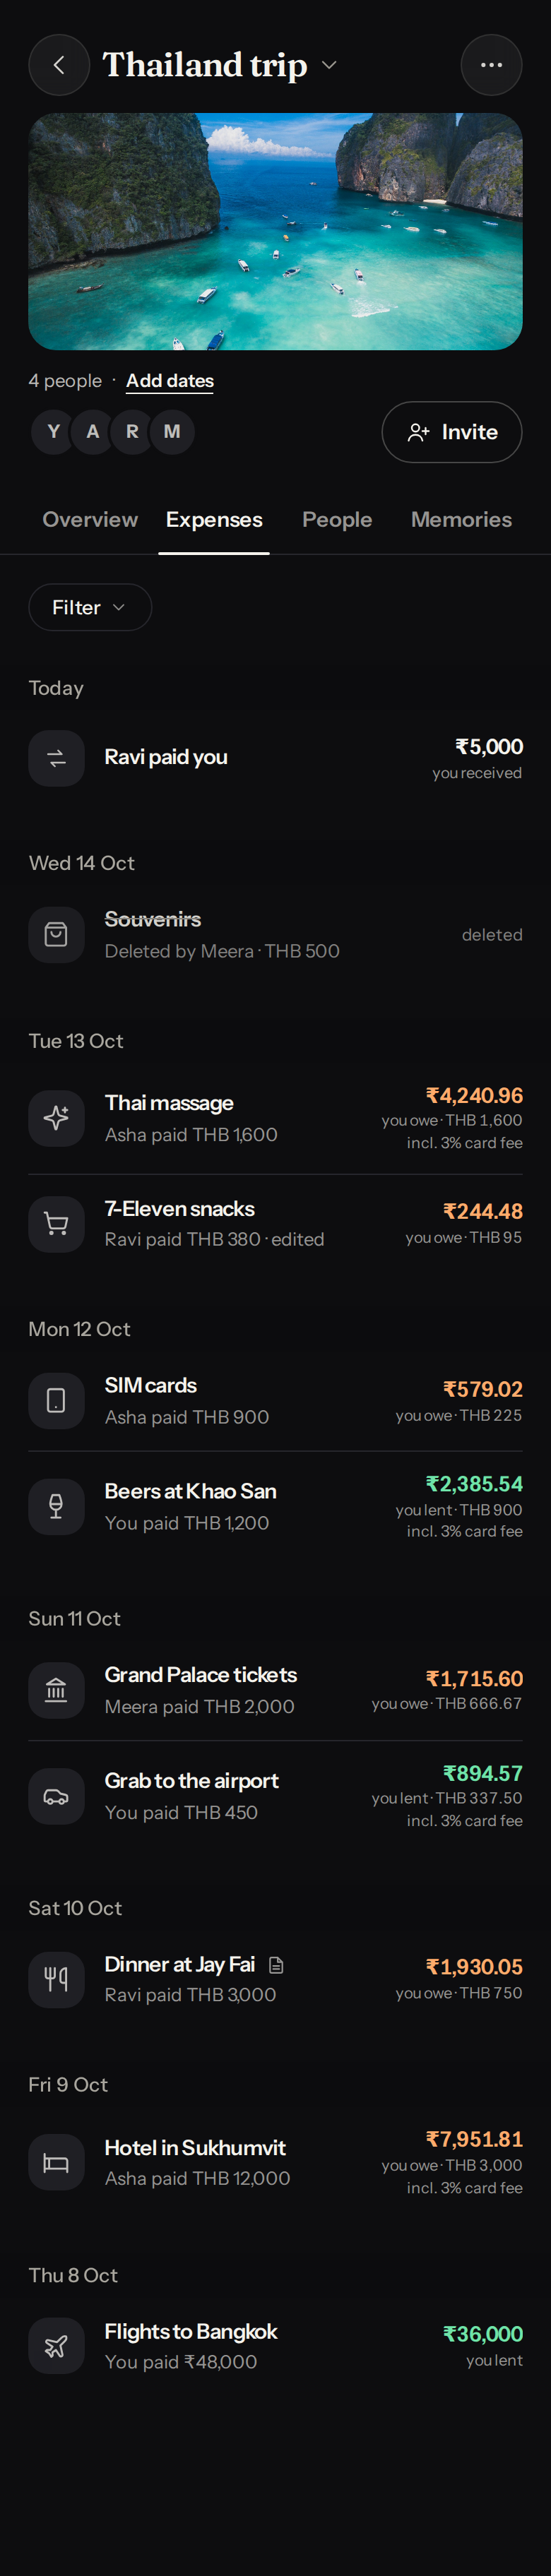 Thailand trip
4 people · Add dates
Y A R M
Invite
Overview Expenses People Memories
Filter
Today
Ravi paid you
₹5,000
you received
Wed 14 Oct
Souvenirs
Deleted by Meera · THB 500
deleted
Tue 13 Oct
Thai massage
Asha paid THB 1,600
₹4,240.96
you owe · THB 1,600
incl. 3% card fee
7-Eleven snacks
Ravi paid THB 380 · edited
₹244.48
you owe · THB 95
Mon 12 Oct
SIM cards
Asha paid THB 900
₹579.02
you owe · THB 225
Beers at Khao San
You paid THB 1,200
₹2,385.54
you lent · THB 900
incl. 3% card fee
Sun 11 Oct
Grand Palace tickets
Meera paid THB 2,000
₹1,715.60
you owe · THB 666.67
Grab to the airport
You paid THB 450
₹894.57
you lent · THB 337.50
incl. 3% card fee
Sat 10 Oct
Dinner at Jay Fai
Ravi paid THB 3,000
₹1,930.05
you owe · THB 750
Fri 9 Oct
Hotel in Sukhumvit
Asha paid THB 12,000
₹7,951.81
you owe · THB 3,000
incl. 3% card fee
Thu 8 Oct
Flights to Bangkok
You paid ₹48,000
₹36,000
you lent